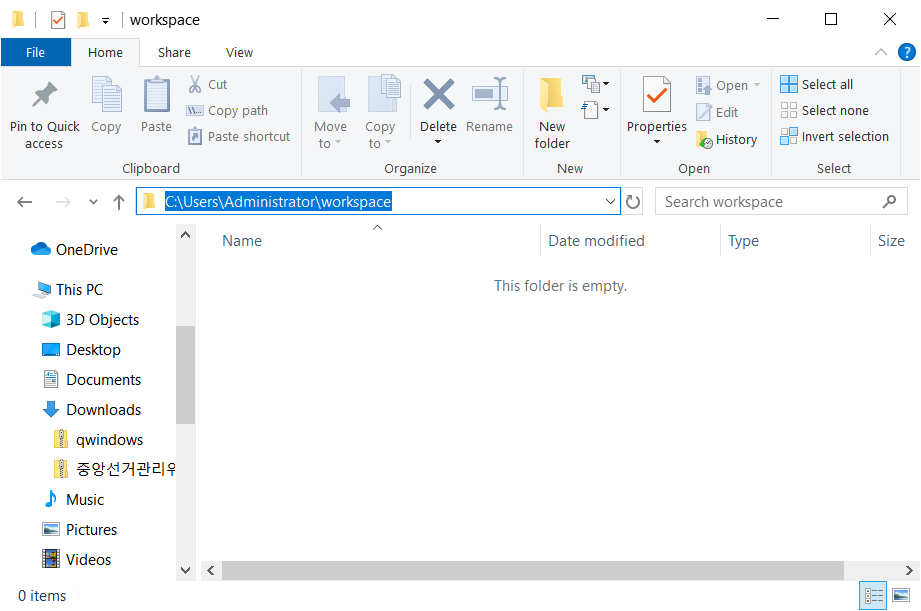 workspace
File Home Share View
Pin to Quick access
Copy
Paste
Cut
Copy path
Paste shortcut
Clipboard
Move to
Copy to
Delete
Rename
Organize
New folder
New
Properties
Open
Edit
History
Open
Select all
Select none
Invert selection
Select
C:\Users\Administrator\workspace
Search workspace
Name Date modified Type Size
This folder is empty.
OneDrive
This PC
3D Objects
Desktop
Documents
Downloads
qwindows
중앙선거관리위
Music
Pictures
Videos
0 items